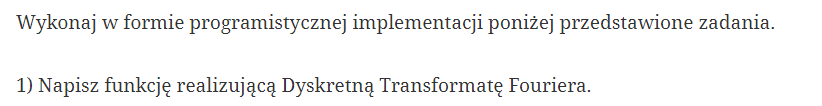 Wykonaj w formie programistycznej implementacji poniżej przedstawione zadania.
1) Napisz funkcję realizującą Dyskretną Transformatę Fouriera.